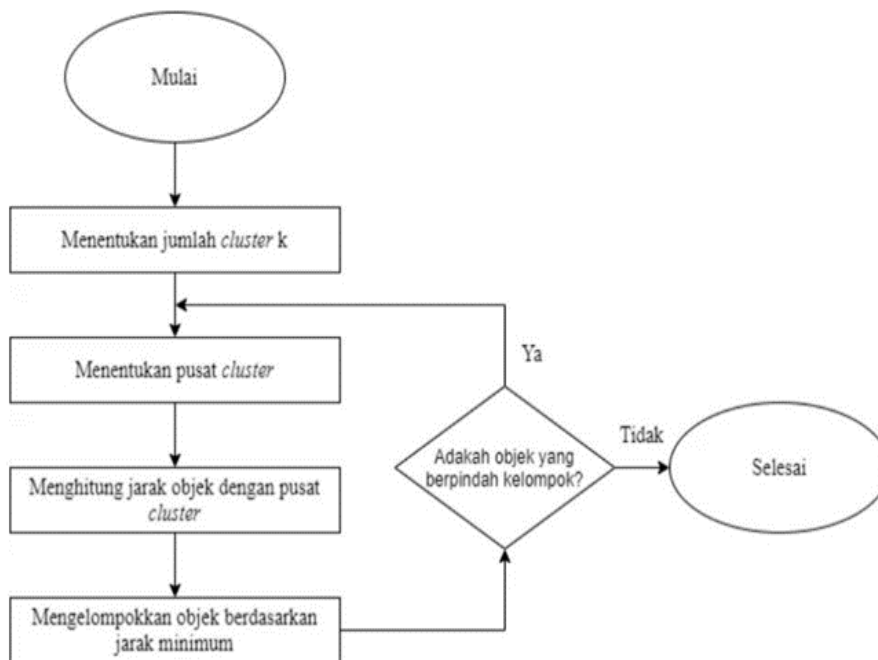 Mulai
Menentukan jumlah cluster k
Menentukan pusat cluster
Menghitung jarak objek dengan pusat
cluster
Mengelompokkan objek berdasarkan
jarak minimum
Adakah objek yang
berpindah kelompok?
Ya
Tidak
Selesai